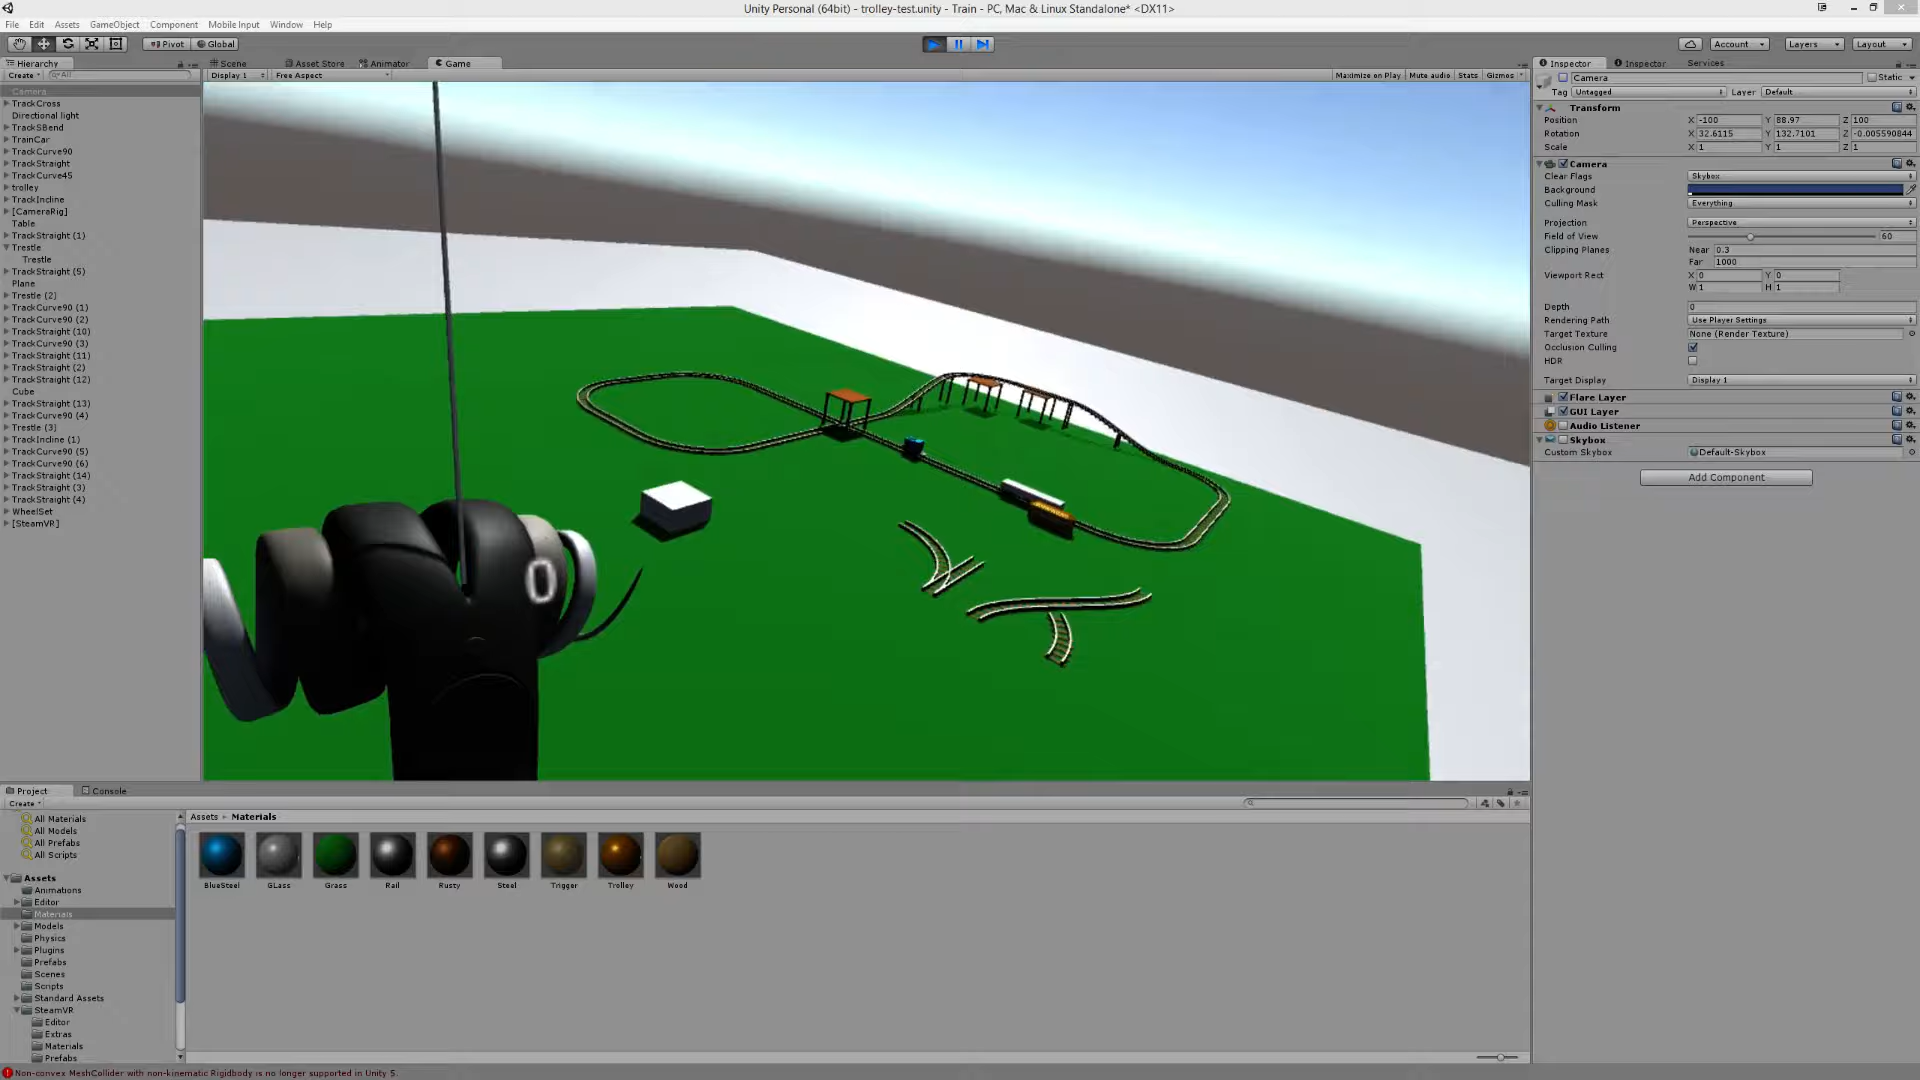 Unity Personal (64bit) - trolley-test.unity - Train - PC, Mac & Linux Standalone* <DX11>
File Edit Assets GameObject Component Mobile Input Window Help
Pivot Global Account Layers Layout
Hierarchy Scene Asset Store Animator Game Inspector Inspector Services
Create All Display 1 Free Aspect Maximize on Play Mute audio Stats Gizmos Camera Static
Camera Tag Untagged Layer Default
TrackCross Transform
Directional light Position X -100 Y 88.97 Z 100
TrackSBend Rotation X 32.6115 Y 132.7101 Z -0.005590844
TrainCar Scale X 1 Y 1 Z 1
TrackCurve90
TrackStraight Camera
TrackCurve45 Clear Flags Skybox
trolley Background
TrackIncline Culling Mask Everything
[CameraRig]
Table Projection Perspective
TrackStraight (1) Field of View 60
Trestle Clipping Planes Near 0.3
Trestle Far 1000
TrackStraight (5) Viewport Rect X 0 Y 0
Plane W 1 H 1
Trestle (2)
TrackCurve90 (1) Depth 0
TrackCurve90 (2) Rendering Path Use Player Settings
TrackStraight (10) Target Texture None (Render Texture)
TrackCurve90 (3) Occlusion Culling
TrackStraight (11) HDR
TrackStraight (2)
TrackStraight (12) Target Display Display 1
Cube Flare Layer
TrackStraight (13) GUI Layer
TrackCurve90 (4)
Trestle (3) Audio Listener
TrackIncline (1) Skybox
TrackCurve90 (5) Custom Skybox Default-Skybox
TrackCurve90 (6)
TrackStraight (14) Add Component
TrackStraight (3)
TrackStraight (4)
WheelSet
[SteamVR]
0
Project Console
Create
All Materials Assets Materials
All Models
All Prefabs
All Scripts
Assets
Animations BlueSteel GLass Grass Rail Rusty Steel Trigger Trolley Wood
Editor
Materials
Models
Physics
Plugins
Prefabs
Scenes
Scripts
Standard Assets
SteamVR
Editor
Extras
Materials
Prefabs
Non-convex MeshCollider with non-kinematic Rigidbody is no longer supported in Unity 5.